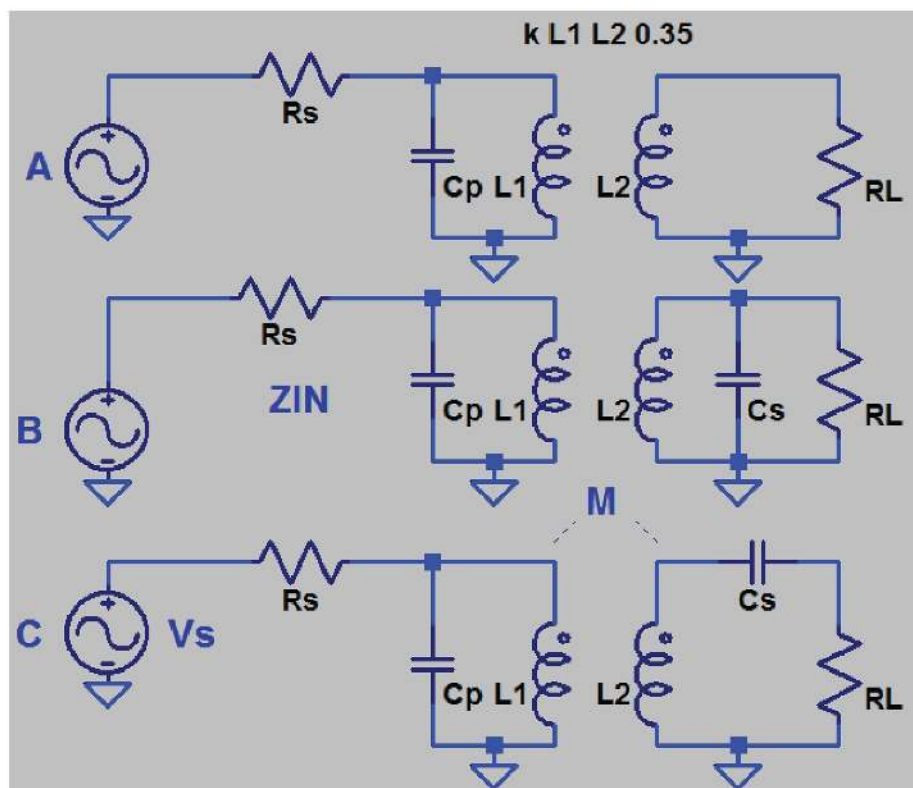 k L1 L2 0.35
Rs
A
Cp L1
L2
RL
Rs
ZIN
B
Cp L1
L2
Cs
RL
M
Rs
Cs
C
Vs
Cp L1
L2
RL